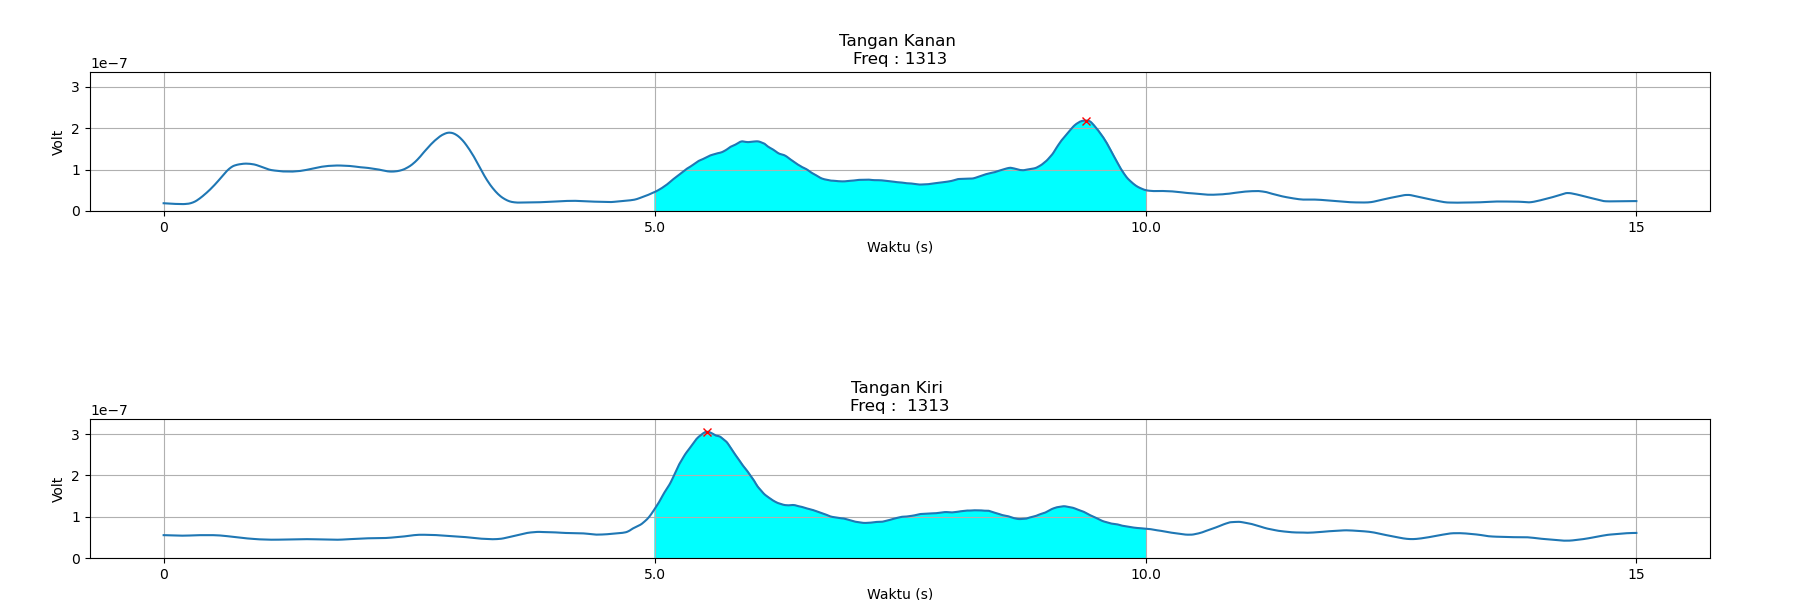 Tangan Kanan
Freq : 1313
1e−7
3
2
1
0
Volt
0 5.0 10.0 15
Waktu (s)
Tangan Kiri
Freq :  1313
1e−7
3
2
1
0
Volt
0 5.0 10.0 15
Waktu (s)